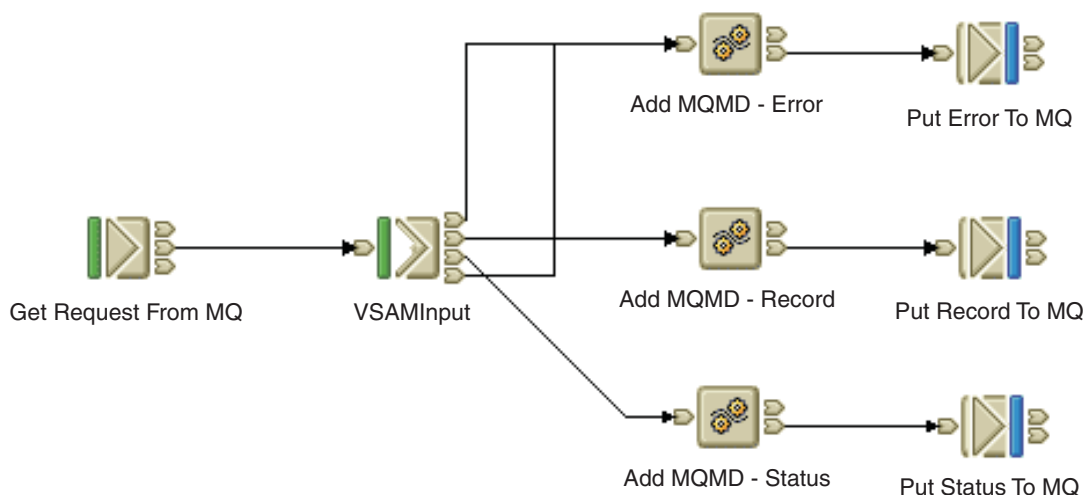 Add MQMD - Error
Put Error To MQ
Get Request From MQ
VSAMInput
Add MQMD - Record
Put Record To MQ
Add MQMD - Status
Put Status To MQ